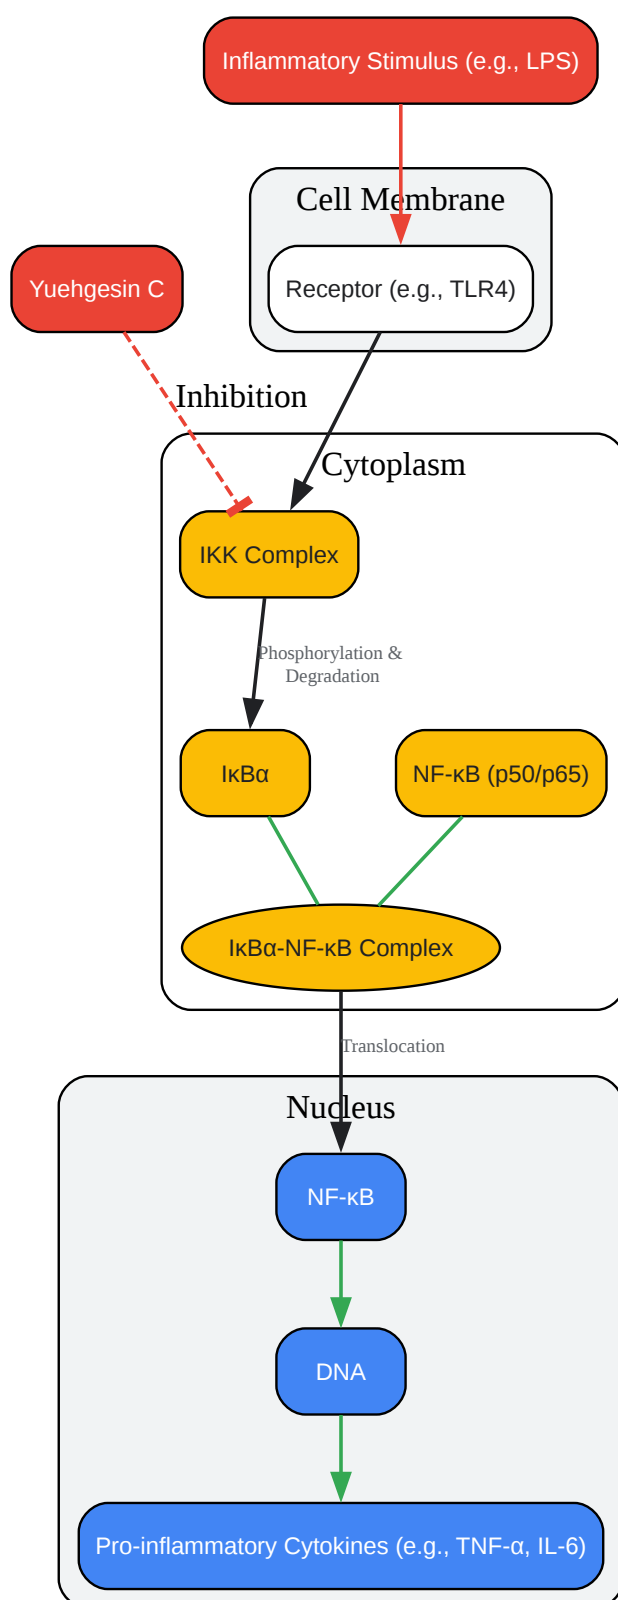 Inflammatory Stimulus (e.g., LPS)
Cell Membrane
Receptor (e.g., TLR4)
Yuehgesin C
Inhibition
Cytoplasm
IKK Complex
Phosphorylation &
Degradation
IκBα
NF-κB (p50/p65)
IκBα-NF-κB Complex
Translocation
Nucleus
NF-κB
DNA
Pro-inflammatory Cytokines (e.g., TNF-α, IL-6)